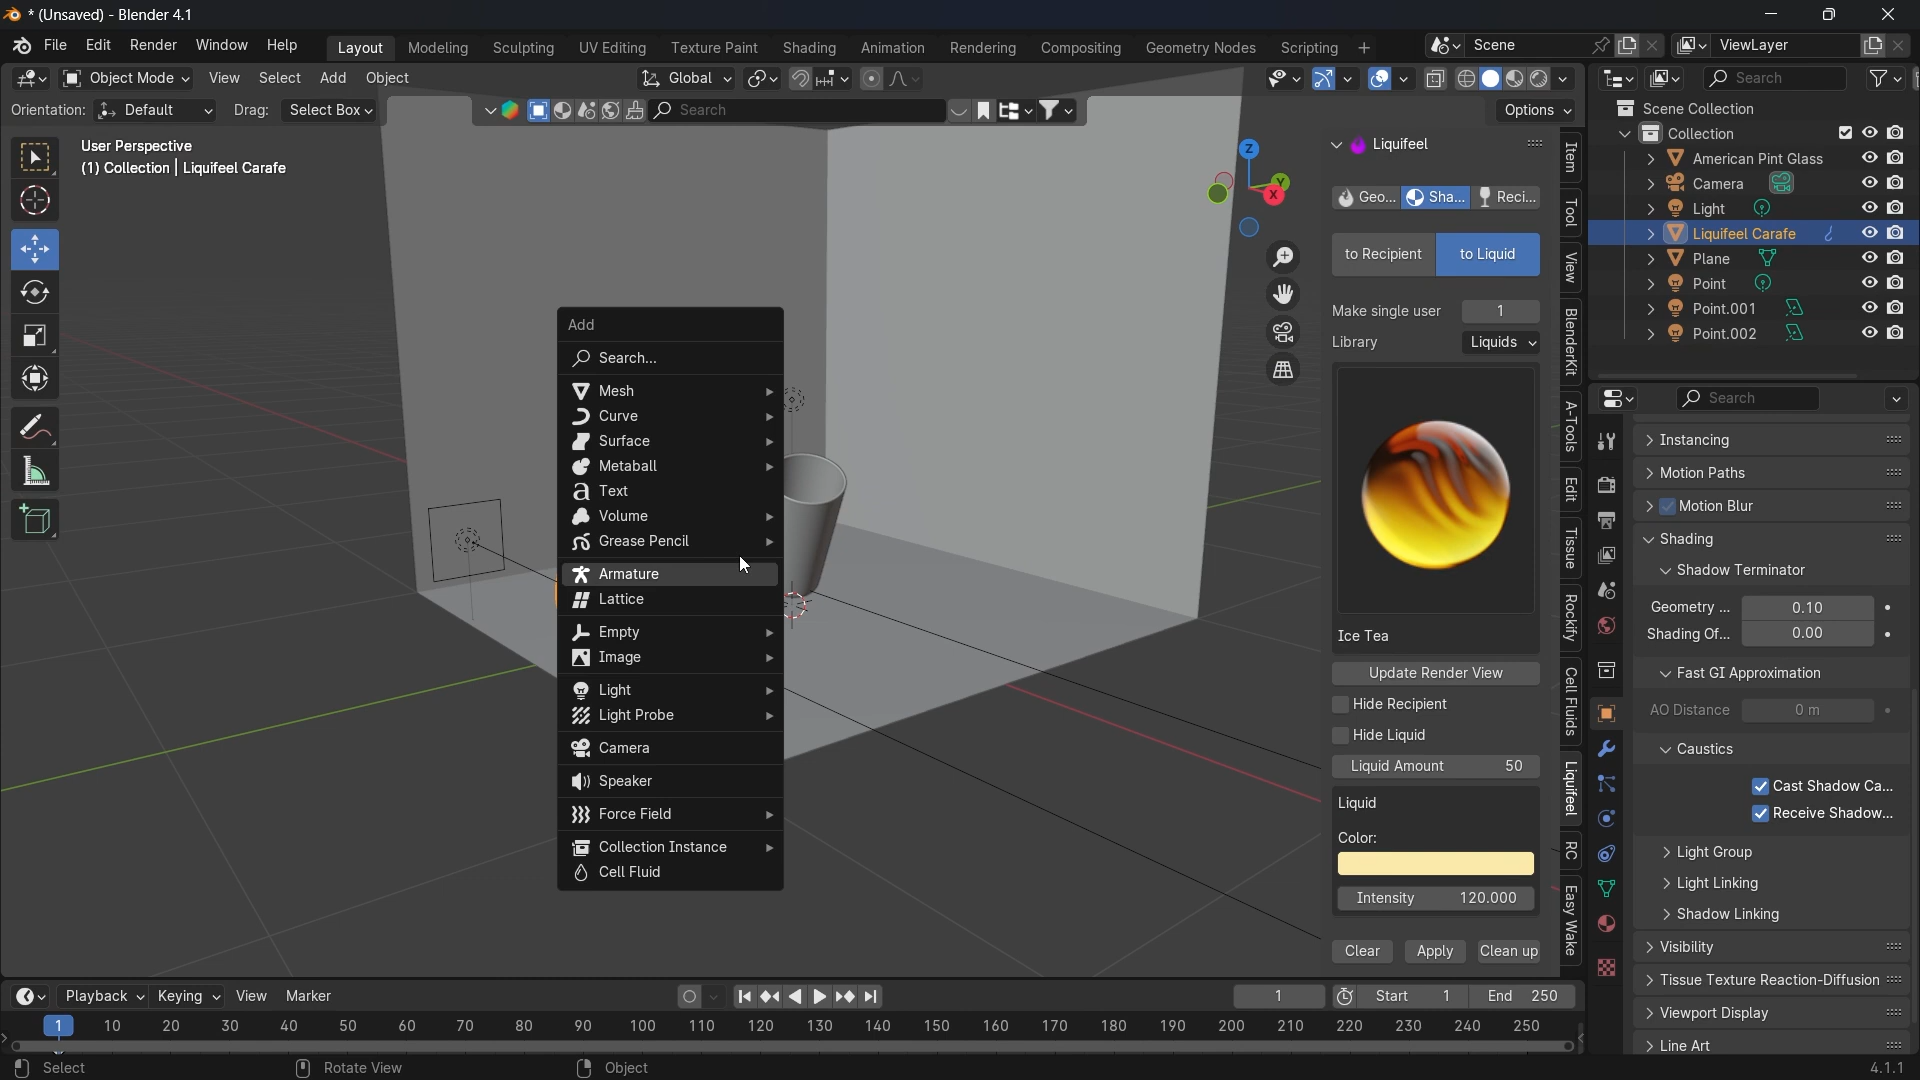 * (Unsaved) - Blender 4.1
File Edit Render Window Help
Layout Modeling Sculpting UV Editing Texture Paint Shading Animation Rendering Compositing Geometry Nodes Scripting +
Scene ViewLayer
Object Mode View Select Add Object
Global
Orientation: Default Drag: Select Box
Search
Options
User Perspective
(1) Collection | Liquifeel Carafe
Z
Y
X
Add
Search...
Mesh
Curve
Surface
Metaball
Text
Volume
Grease Pencil
Armature
Lattice
Empty
Image
Light
Light Probe
Camera
Speaker
Force Field
Collection Instance
Cell Fluid
Liquifeel
Geo... Sha... Reci...
to Recipient to Liquid
Make single user 1
Library Liquids
Ice Tea
Update Render View
Hide Recipient
Hide Liquid
Liquid Amount 50
Liquid
Color:
Intensity 120.000
Clear Apply Clean up
Item
Tool
View
BlenderKit
A-Tools
Edit
Tissue
Rockify
Cell Fluids
Liquifeel
RC
Easy Wake
Search
Scene Collection
Collection
American Pint Glass
Camera
Light
Liquifeel Carafe
Plane
Point
Point.001
Point.002
Search
Instancing
Motion Paths
Motion Blur
Shading
Shadow Terminator
Geometry ... 0.10
Shading Of... 0.00
Fast GI Approximation
AO Distance 0 m
Caustics
Cast Shadow Ca...
Receive Shadow...
Light Group
Light Linking
Shadow Linking
Visibility
Tissue Texture Reaction-Diffusion
Viewport Display
Line Art
Playback Keying View Marker
1 Start 1 End 250
1 10 20 30 40 50 60 70 80 90 100 110 120 130 140 150 160 170 180 190 200 210 220 230 240 250
Select Rotate View Object 4.1.1